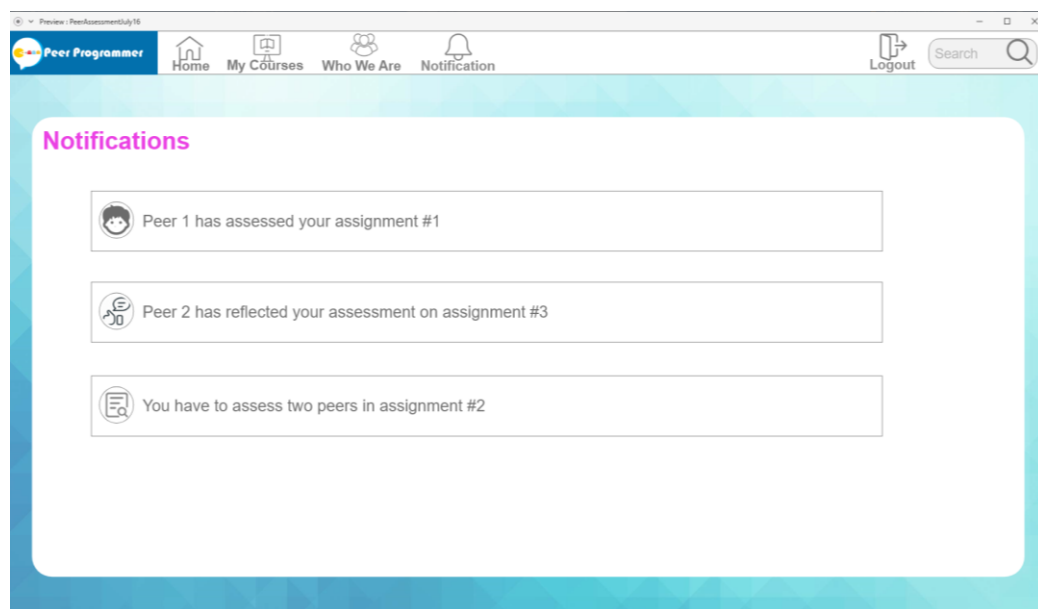 Preview : PeerAssessmentJuly16
Peer Programmer
Home
My Courses
Who We Are
Notification
Logout
Search
Notifications
Peer 1 has assessed your assignment #1
Peer 2 has reflected your assessment on assignment #3
You have to assess two peers in assignment #2